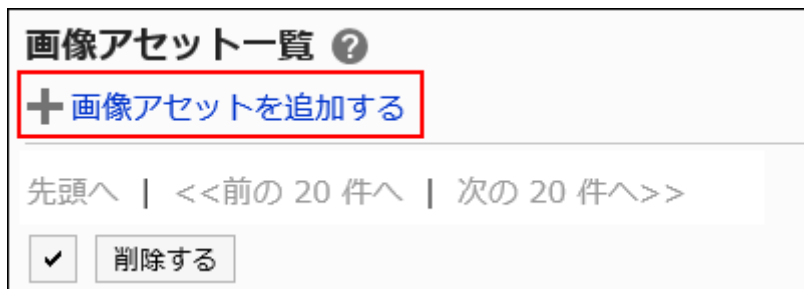 画像アセット一覧 ?
画像アセットを追加する
先頭へ | <<前の 20 件へ | 次の 20 件へ>>
削除する